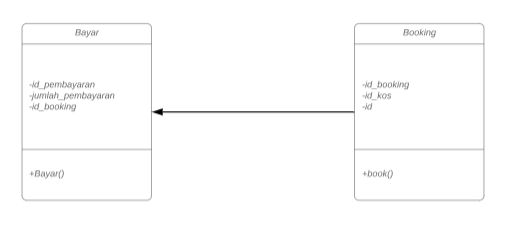 Bayar
-id_pembayaran
-jumlah_pembayaran
-id_booking
+Bayar()
Booking
-id_booking
-id_kos
-id
+book()